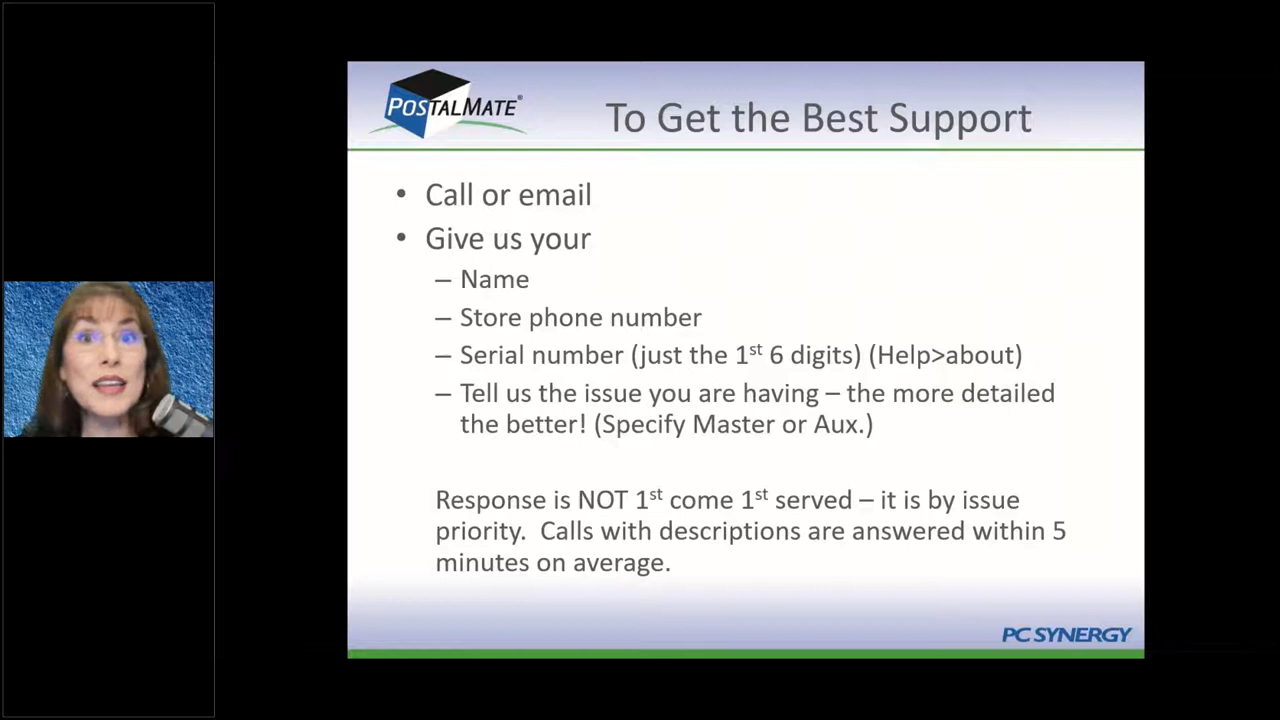 POSTALMATE®
To Get the Best Support
• Call or email
• Give us your
– Name
– Store phone number
– Serial number (just the 1st 6 digits) (Help>about)
– Tell us the issue you are having – the more detailed
the better! (Specify Master or Aux.)
Response is NOT 1st come 1st served – it is by issue
priority.  Calls with descriptions are answered within 5
minutes on average.
PC SYNERGY